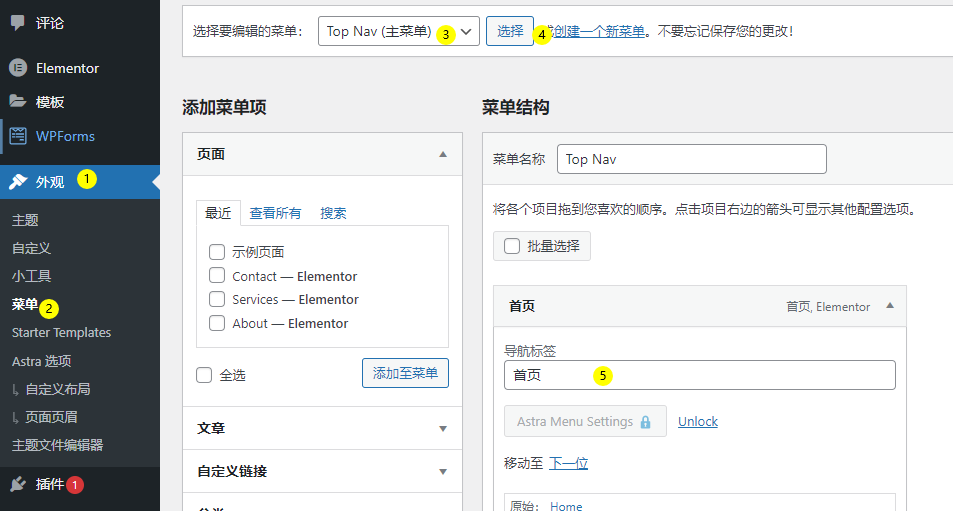 评论
Elementor
模板
WPForms
外观 1
主题
自定义
小工具
菜单 2
Starter Templates
Astra 选项
↳ 自定义布局
↳ 页面页眉
主题文件编辑器
插件 1
选择要编辑的菜单： Top Nav (主菜单) 3 选择 4 创建一个新菜单。不要忘记保存您的更改！
添加菜单项
页面
最近 查看所有 搜索
示例页面
Contact — Elementor
Services — Elementor
About — Elementor
全选 添加至菜单
文章
自定义链接
菜单结构
菜单名称 Top Nav
将各个项目拖到您喜欢的顺序。点击项目右边的箭头可显示其他配置选项。
批量选择
首页 首页, Elementor
导航标签
首页 5
Astra Menu Settings Unlock
移动至 下一位
原始： Home